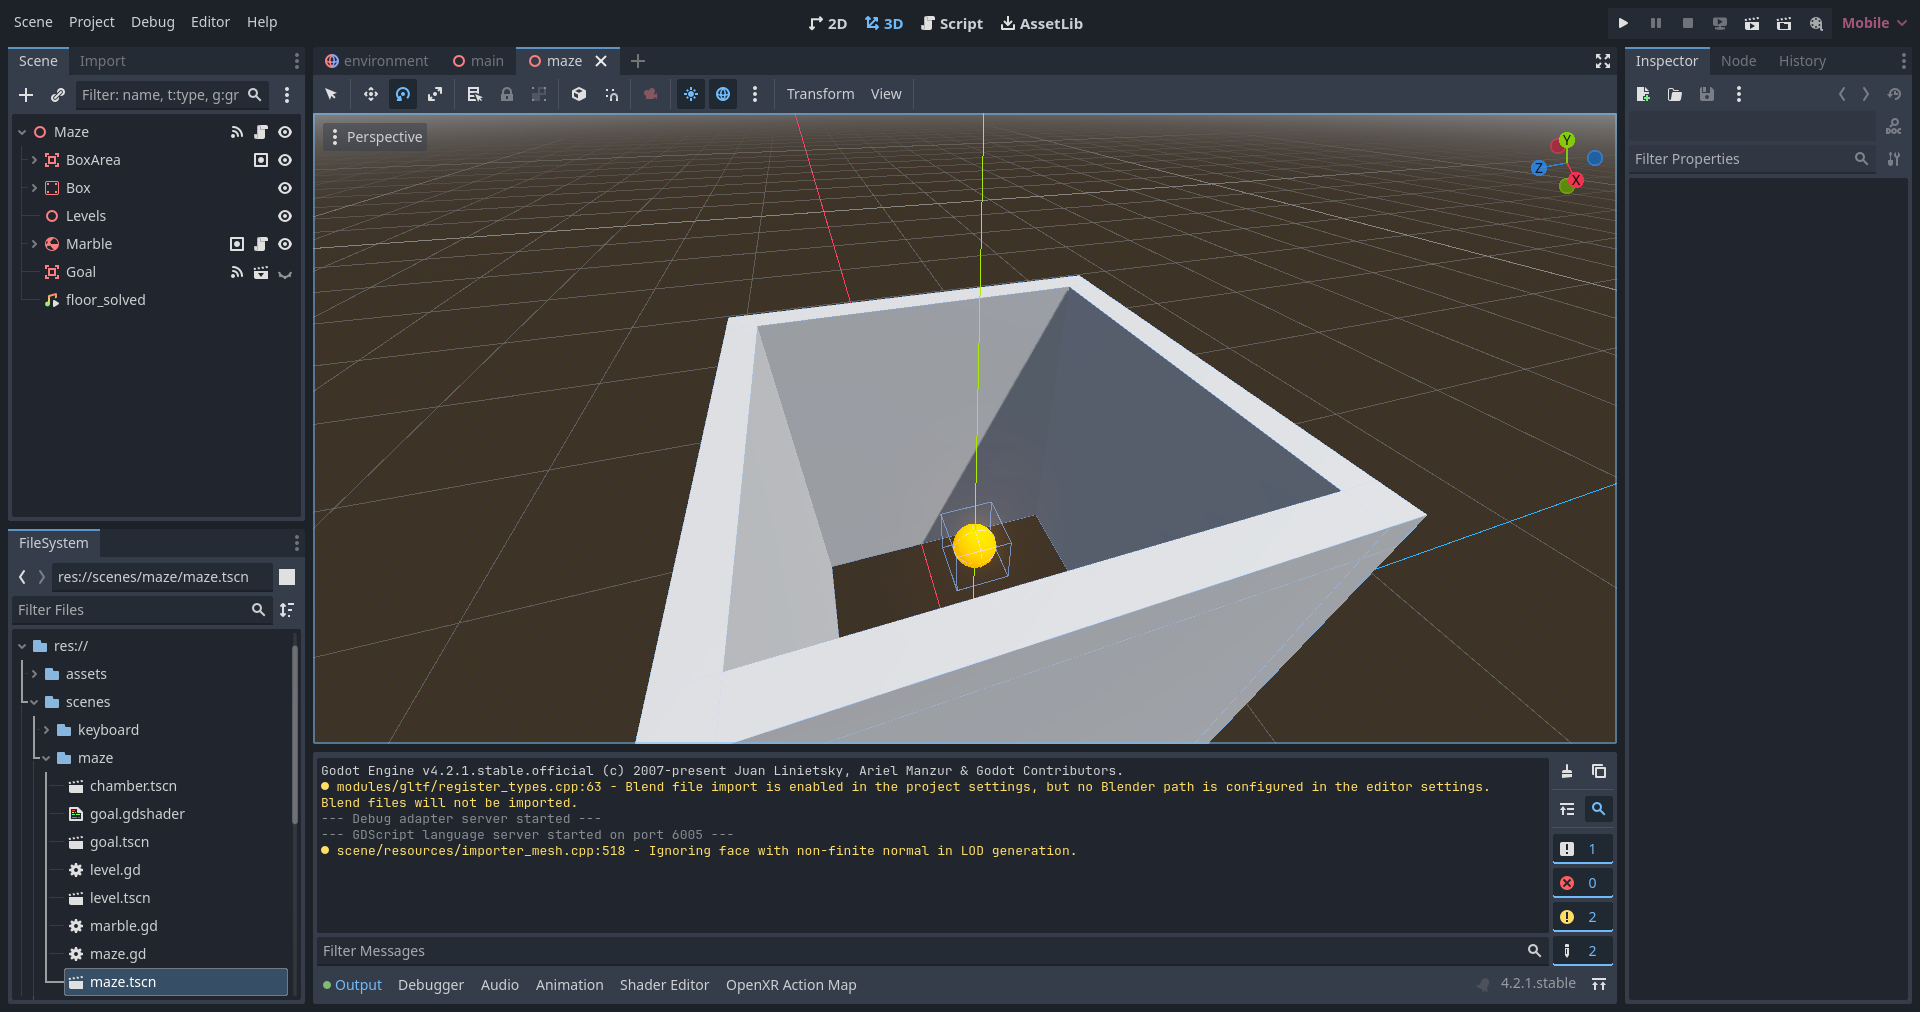 Scene Project Debug Editor Help
2D 3D Script AssetLib
Mobile
Scene Import
Filter: name, t:type, g:gr
Maze
BoxArea
Box
Levels
Marble
Goal
floor_solved
FileSystem
res://scenes/maze/maze.tscn
Filter Files
res://
assets
scenes
keyboard
maze
chamber.tscn
goal.gdshader
goal.tscn
level.gd
level.tscn
marble.gd
maze.gd
maze.tscn
environment main maze
Transform View
Perspective
Y
Z
X
Godot Engine v4.2.1.stable.official (c) 2007-present Juan Linietsky, Ariel Manzur & Godot Contributors.
modules/gltf/register_types.cpp:63 - Blend file import is enabled in the project settings, but no Blender path is configured in the editor settings.
Blend files will not be imported.
--- Debug adapter server started ---
--- GDScript language server started on port 6005 ---
scene/resources/importer_mesh.cpp:518 - Ignoring face with non-finite normal in LOD generation.
1
0
2
2
Filter Messages
Output Debugger Audio Animation Shader Editor OpenXR Action Map
4.2.1.stable
Inspector Node History
DOC
Filter Properties